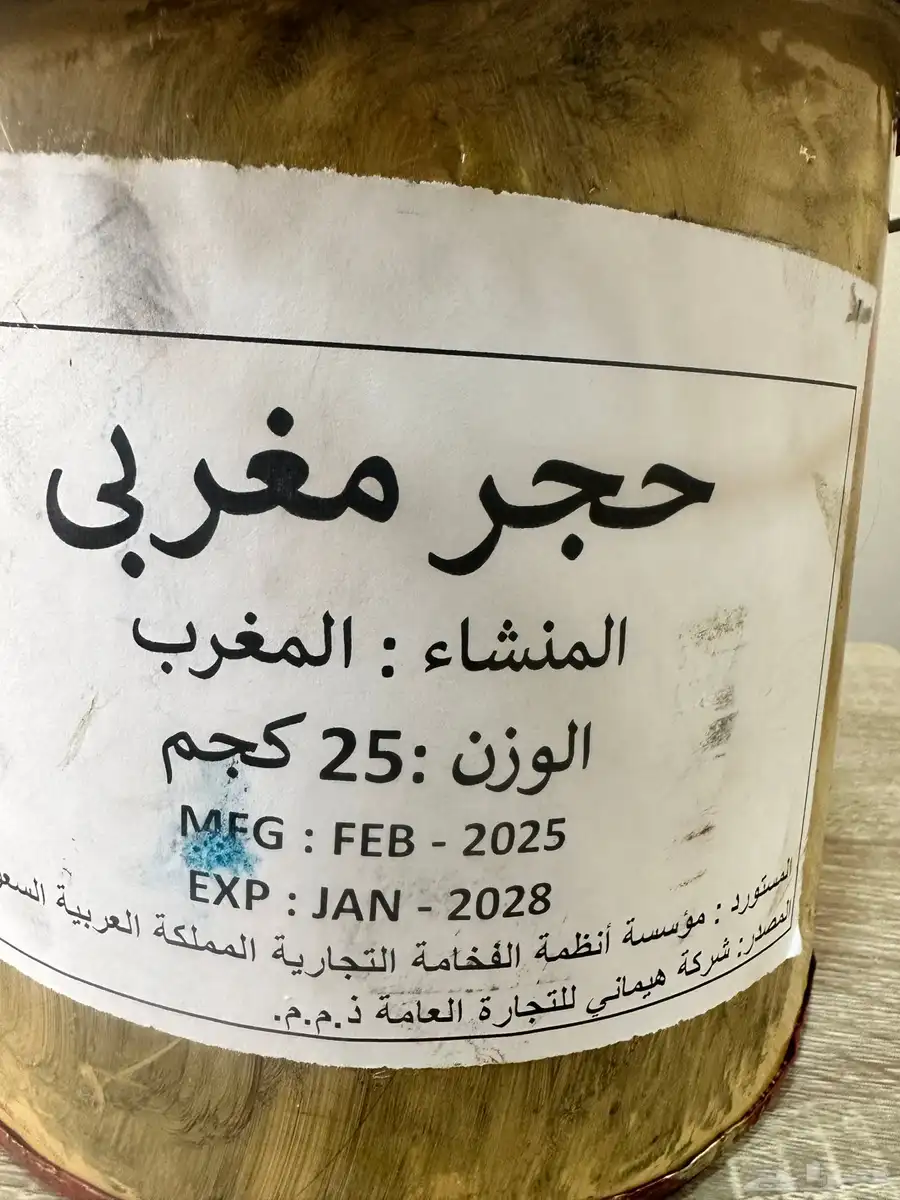 حجر مغربي
المنشاء : المغرب
الوزن :25 كجم
MFG : FEB - 2025
EXP : JAN - 2028
المستورد : مؤسسة أنظمة الفخامة التجارية المملكة العربية
المصدر: شركة هيماني للتجارة العامة ذ.م.م.